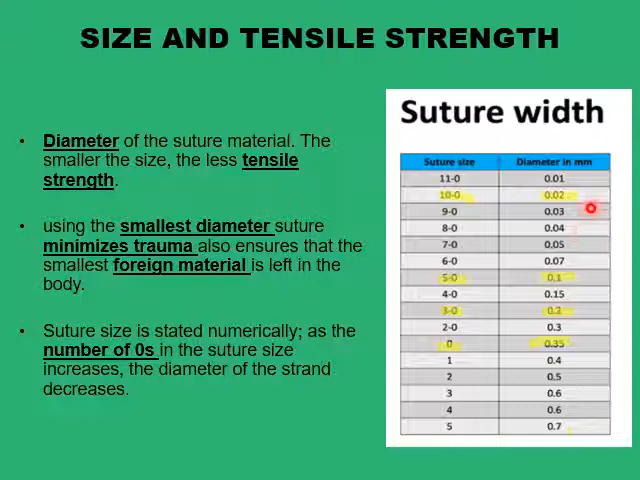 SIZE AND TENSILE STRENGTH
• Diameter of the suture material. The
smaller the size, the less tensile
strength.
• using the smallest diameter suture
minimizes trauma also ensures that the
smallest foreign material is left in the
body.
• Suture size is stated numerically; as the
number of 0s in the suture size
increases, the diameter of the strand
decreases.
Suture width
Suture size Diameter in mm
11-0 0.01
10-0 0.02
9-0 0.03
8-0 0.04
7-0 0.05
6-0 0.07
5-0 0.1
4-0 0.15
3-0 0.2
2-0 0.3
0 0.35
1 0.4
2 0.5
3 0.6
4 0.6
5 0.7